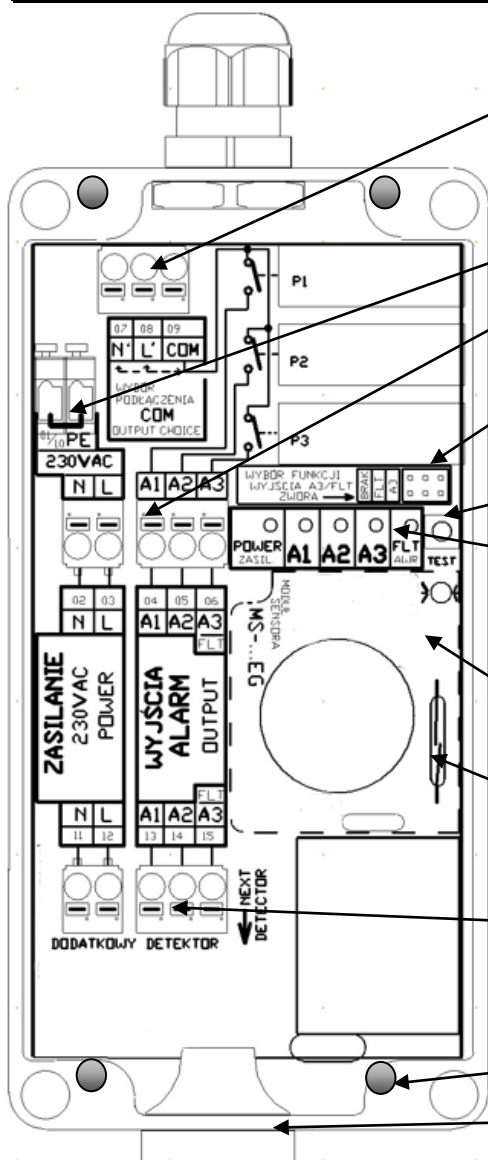 P1
07 08 09
N' L' COM
P2
WYBÓR
PODŁĄCZENIA
COM
OUTPUT CHOICE
P3
01/10 PE
230VAC
N L
A1 A2 A3
WYBÓR FUNKCJI
WYJŚCIA A3/FLT
ZWORA
BRAK
FLT
A3
POWER
ZASIL.
A1 A2 A3
FLT
AWR
TEST
02 03
N L
04 05 06
A1 A2 A3
FLT
MODUŁ
SENSORA
MS-...EG
ZASILANIE
230VAC
POWER
WYJŚCIA
ALARM
OUTPUT
FLT
N L
11 12
A1 A2 A3
13 14 15
NEXT
DETECTOR
DODATKOWY DETEKTOR